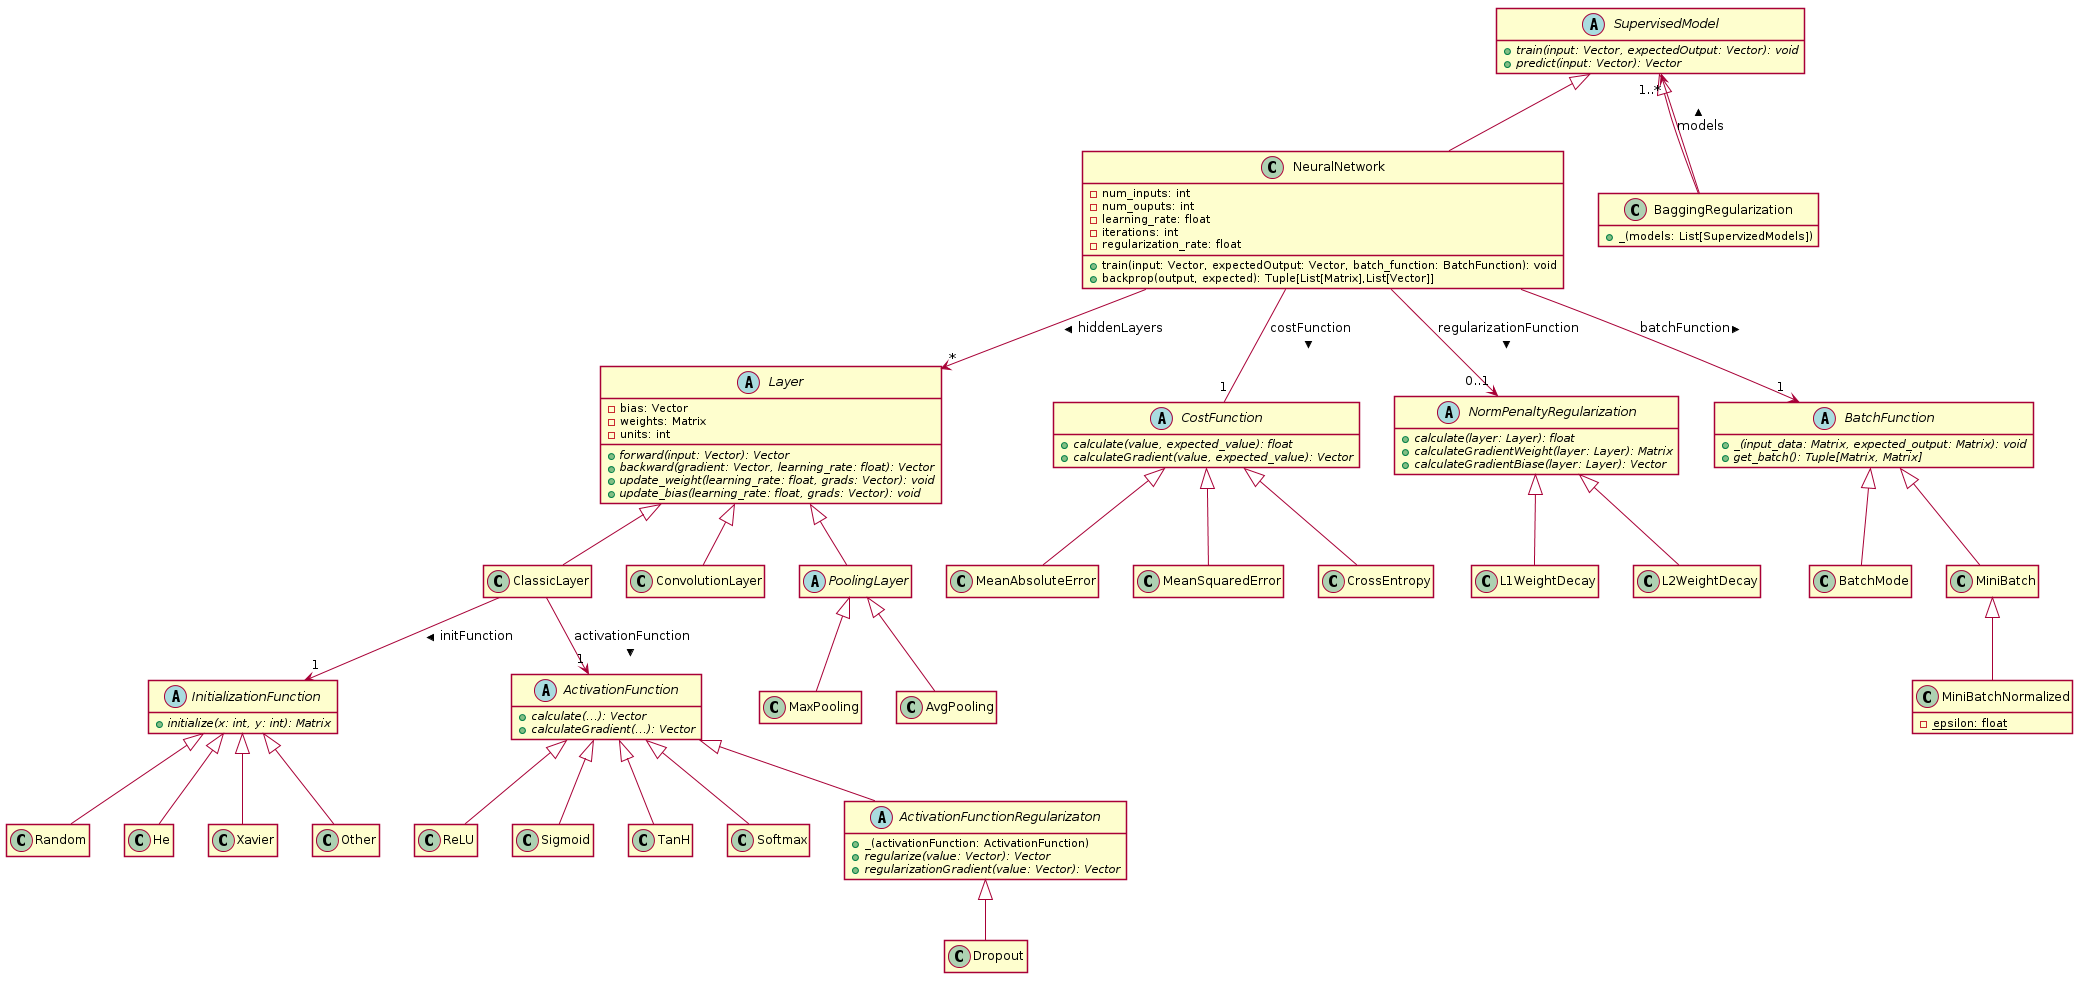 A SupervisedModel
train(input: Vector, expectedOutput: Vector): void
predict(input: Vector): Vector
1..*
models
C NeuralNetwork
num_inputs: int
num_ouputs: int
learning_rate: float
iterations: int
regularization_rate: float
train(input: Vector, expectedOutput: Vector, batch_function: BatchFunction): void
backprop(output, expected): Tuple[List[Matrix],List[Vector]]
C BaggingRegularization
_(models: List[SupervizedModels])
hiddenLayers
costFunction
regularizationFunction
batchFunction
*
1
0..1
1
A Layer
bias: Vector
weights: Matrix
units: int
forward(input: Vector): Vector
backward(gradient: Vector, learning_rate: float): Vector
update_weight(learning_rate: float, grads: Vector): void
update_bias(learning_rate: float, grads: Vector): void
A CostFunction
calculate(value, expected_value): float
calculateGradient(value, expected_value): Vector
A NormPenaltyRegularization
calculate(layer: Layer): float
calculateGradientWeight(layer: Layer): Matrix
calculateGradientBiase(layer: Layer): Vector
A BatchFunction
_(input_data: Matrix, expected_output: Matrix): void
get_batch(): Tuple[Matrix, Matrix]
C ClassicLayer
C ConvolutionLayer
A PoolingLayer
C MeanAbsoluteError
C MeanSquaredError
C CrossEntropy
C L1WeightDecay
C L2WeightDecay
C BatchMode
C MiniBatch
initFunction
activationFunction
1
1
A InitializationFunction
initialize(x: int, y: int): Matrix
A ActivationFunction
calculate(...): Vector
calculateGradient(...): Vector
C MaxPooling
C AvgPooling
C MiniBatchNormalized
epsilon: float
C Random
C He
C Xavier
C Other
C ReLU
C Sigmoid
C TanH
C Softmax
A ActivationFunctionRegularizaton
_(activationFunction: ActivationFunction)
regularize(value: Vector): Vector
regularizationGradient(value: Vector): Vector
C Dropout